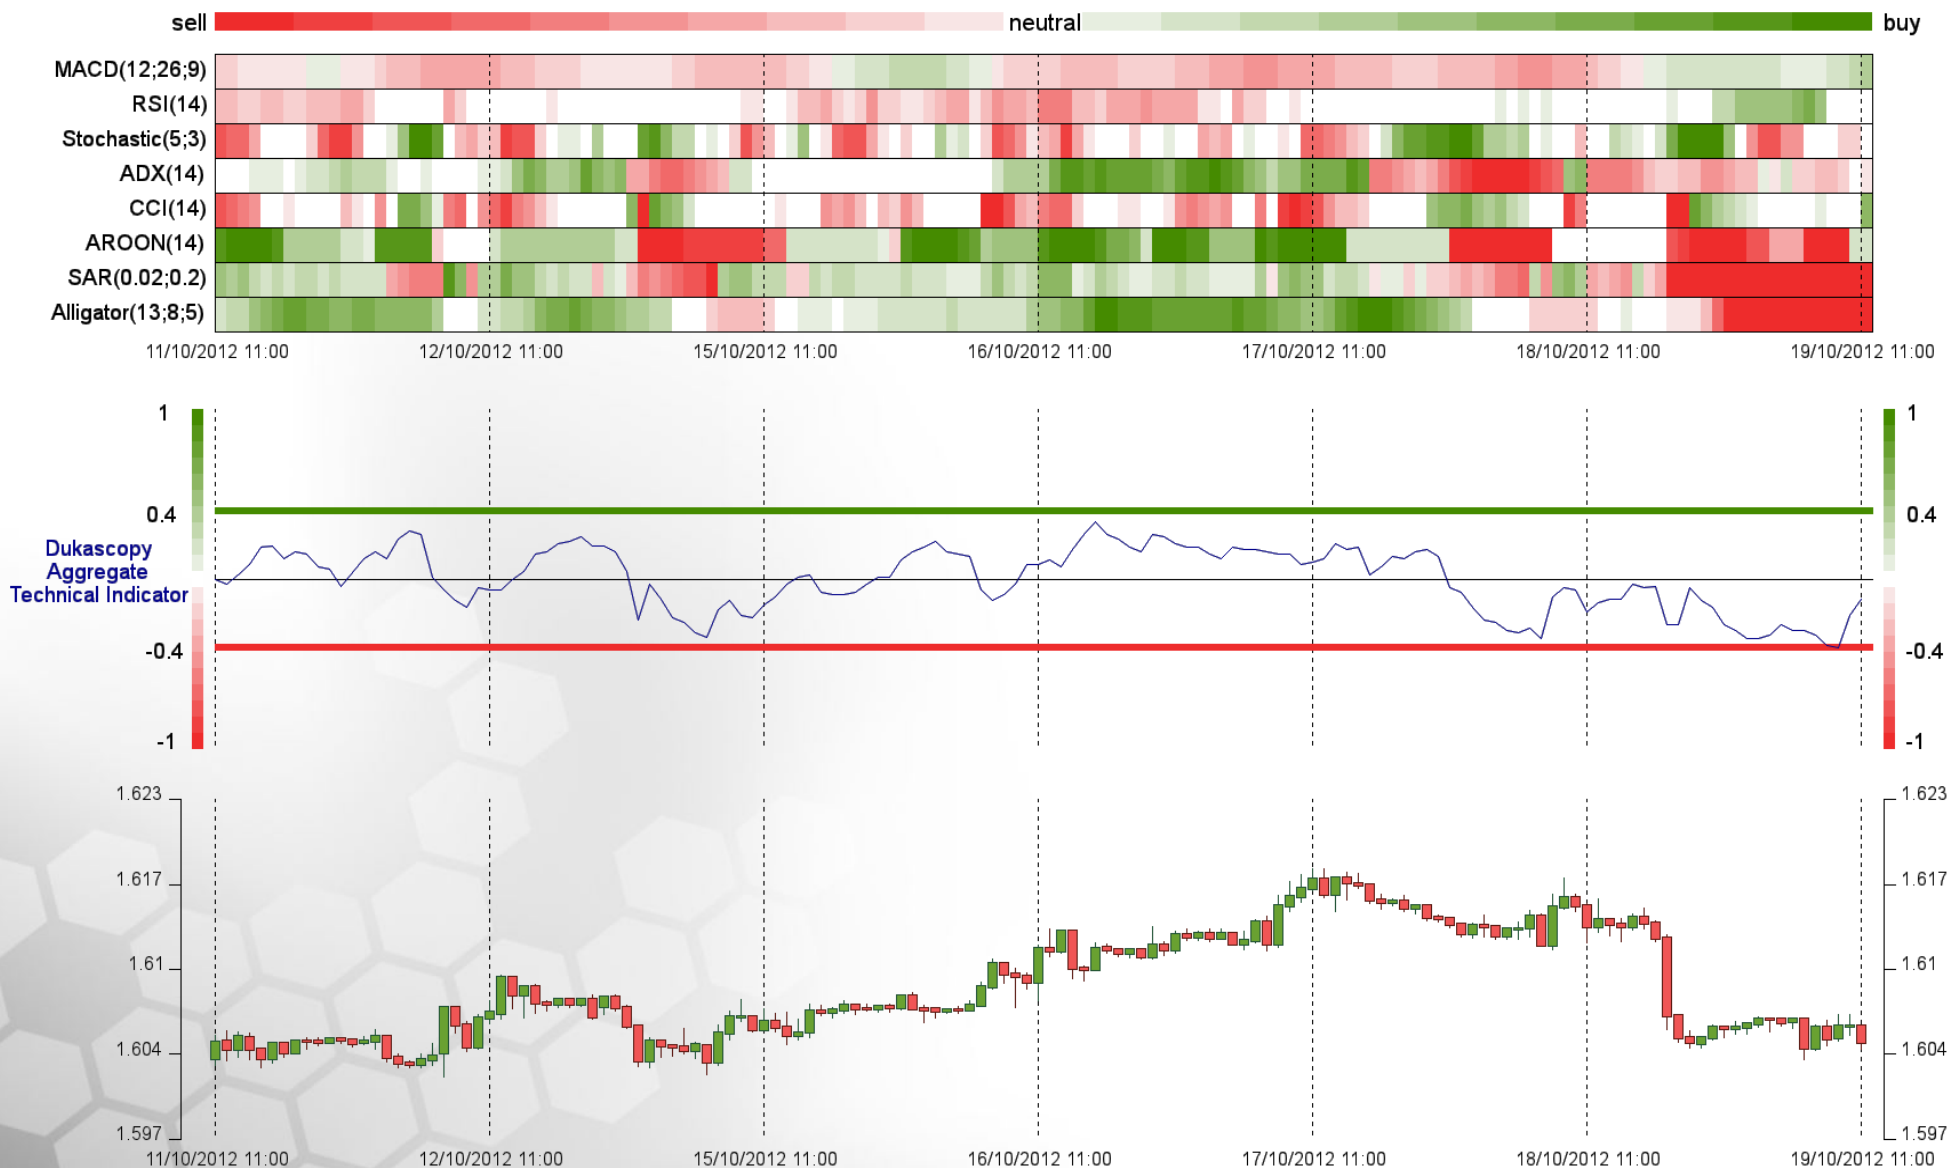 sell neutral buy
MACD(12;26;9)
RSI(14)
Stochastic(5;3)
ADX(14)
CCI(14)
AROON(14)
SAR(0.02;0.2)
Alligator(13;8;5)
11/10/2012 11:00 12/10/2012 11:00 15/10/2012 11:00 16/10/2012 11:00 17/10/2012 11:00 18/10/2012 11:00 19/10/2012 11:00
1 1
0.4 0.4
Dukascopy
Aggregate
Technical Indicator
-0.4 -0.4
-1 -1
1.623 1.623
1.617 1.617
1.61 1.61
1.604 1.604
1.597 1.597
11/10/2012 11:00 12/10/2012 11:00 15/10/2012 11:00 16/10/2012 11:00 17/10/2012 11:00 18/10/2012 11:00 19/10/2012 11:00